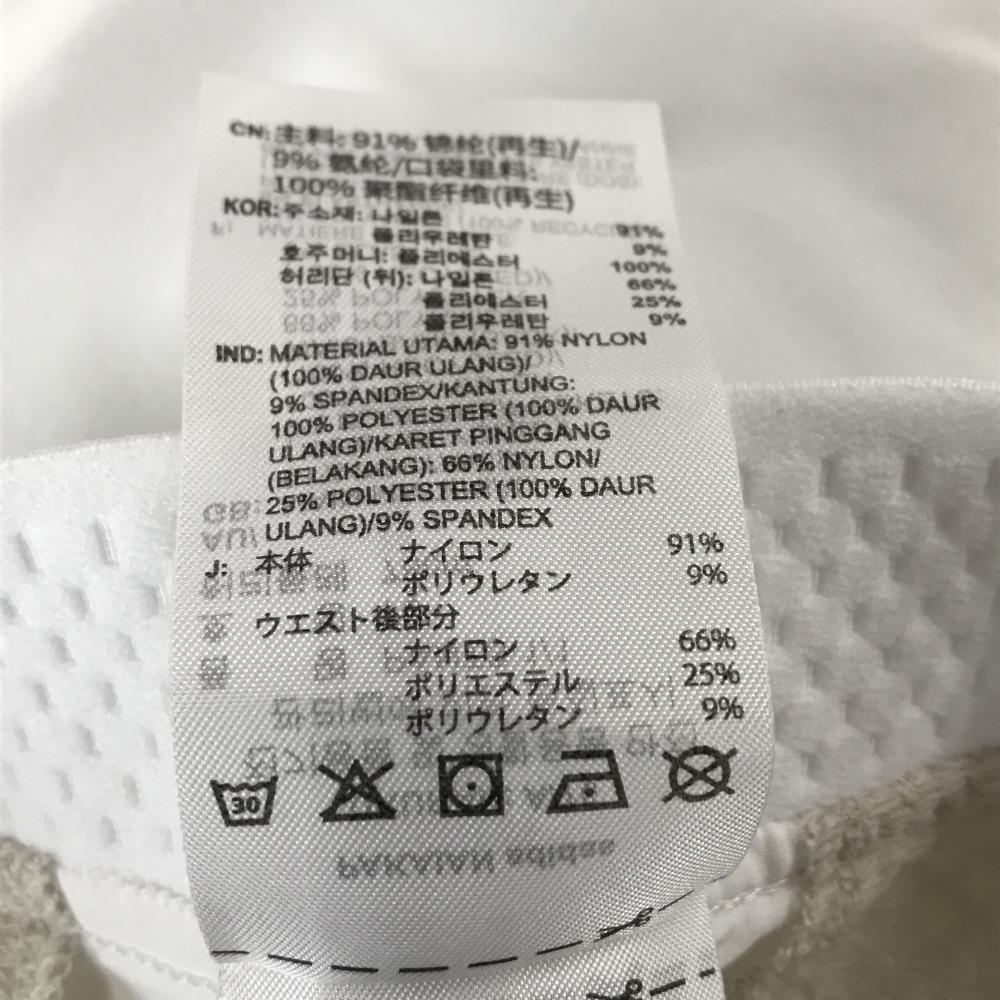 CN: 主料: 91% 锦纶(再生)/
9% 氨纶/口袋里料:
100% 聚酯纤维(再生)
KOR: 주소재: 나일론 91%
폴리우레탄 9%
호주머니: 폴리에스터 100%
허리단 (뒤): 나일론 66%
폴리에스터 25%
폴리우레탄 9%
IND: MATERIAL UTAMA: 91% NYLON
(100% DAUR ULANG)/
9% SPANDEX/KANTUNG:
100% POLYESTER (100% DAUR
ULANG)/KARET PINGGANG
(BELAKANG): 66% NYLON/
25% POLYESTER (100% DAUR
ULANG)/9% SPANDEX
J: 本体 ナイロン 91%
ポリウレタン 9%
ウエスト後部分
ナイロン 66%
ポリエステル 25%
ポリウレタン 9%
30